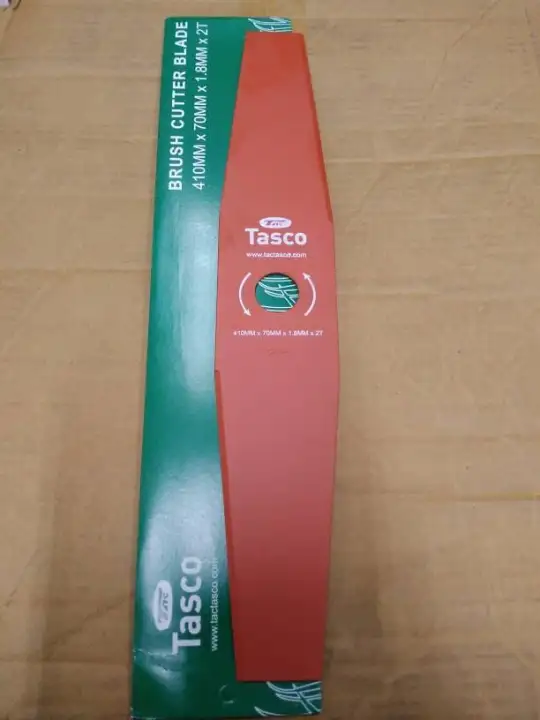 BRUSH CUTTER BLADE
410MM x 70MM x 1.8MM x 2T
Tasco
www.tactasco.com
410MM x 70MM x 1.8MM x 2T
Tasco
www.tactasco.com